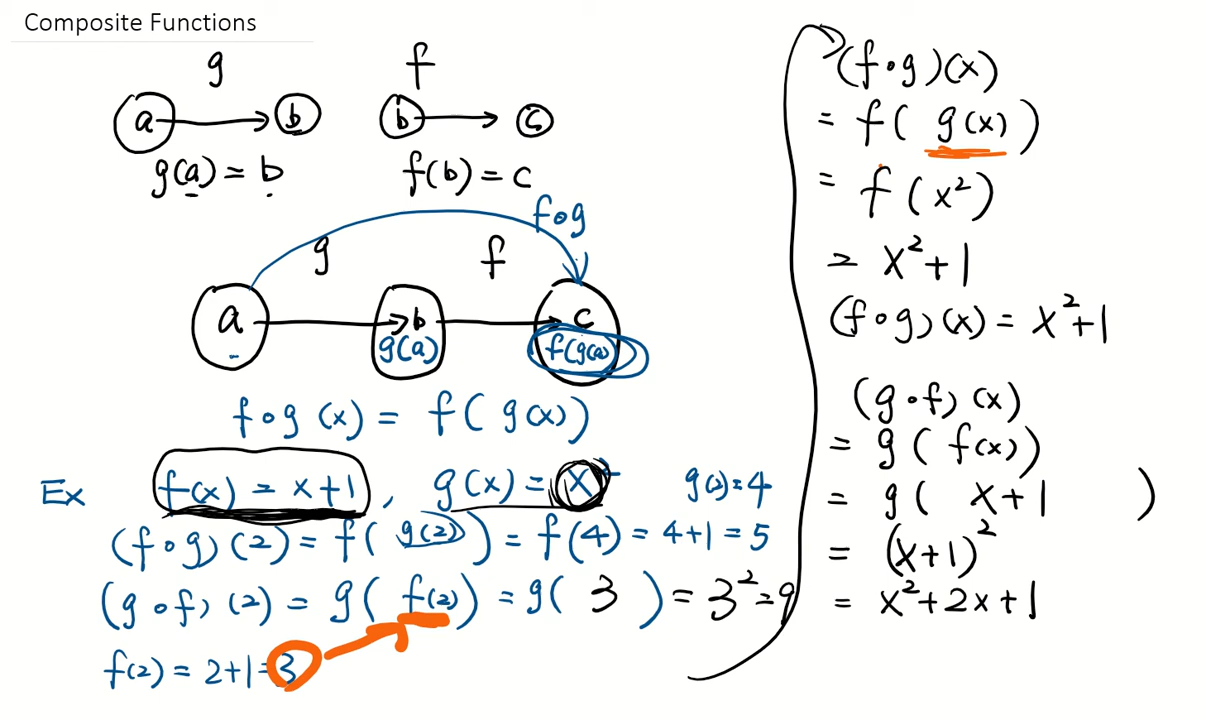 Composite Functions
g f
a b b c
g(a) = b f(b) = c
f∘g
g f
a b c
g(a) f(g(a))
f∘g (x) = f( g(x))
Ex f(x) = x+1 , g(x) = x² g(2)=4
(f∘g)(2) = f( g(2) ) = f(4) = 4+1 = 5
(g∘f)(2) = g( f(2) ) = g( 3 ) = 3² = 9
f(2) = 2+1=3
(f∘g)(x)
= f( g(x) )
= f(x²)
= x²+1
(f∘g)(x) = x²+1
(g∘f)(x)
= g( f(x))
= g( x+1 )
= (x+1)²
= x²+2x+1